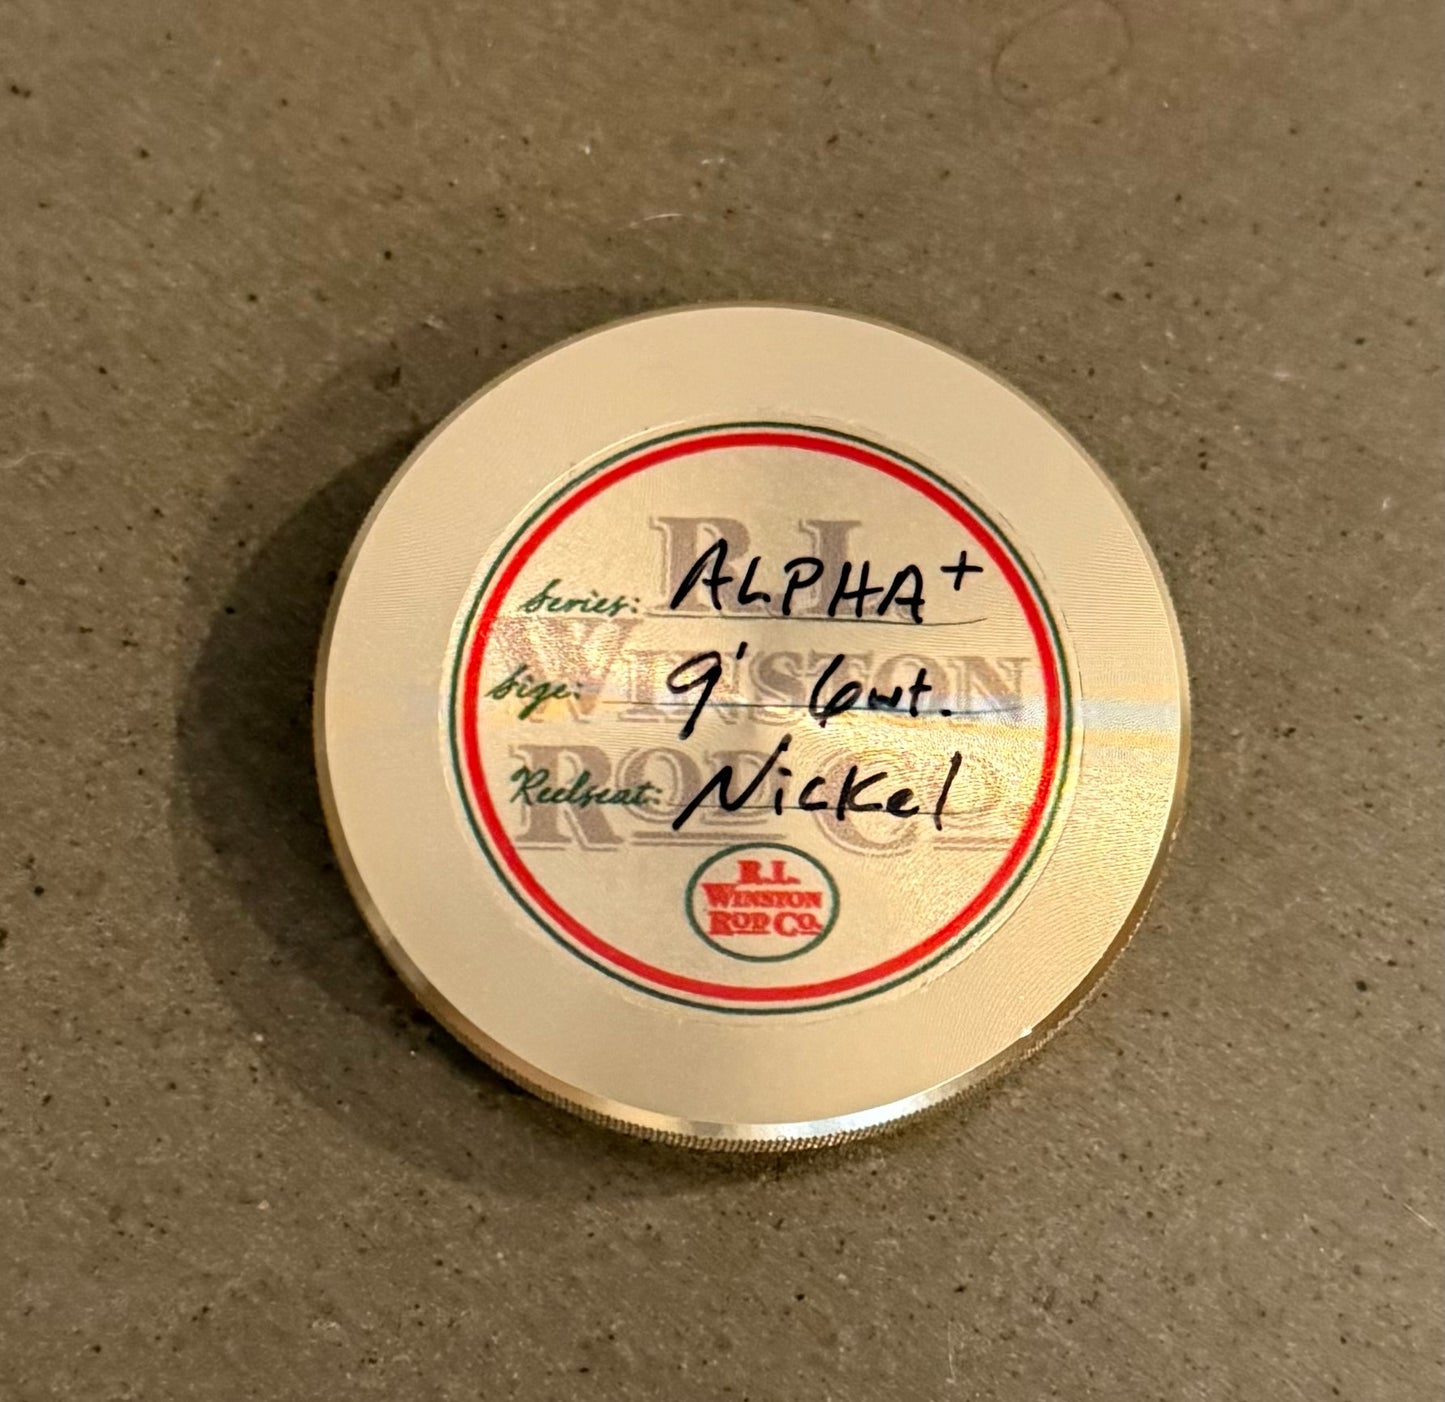 R.L.
WINSTON
ROD CO.
Series: ALPHA+
Size: 9' 6wt.
Reelseat: Nickel
R.L.
WINSTON
ROD CO.